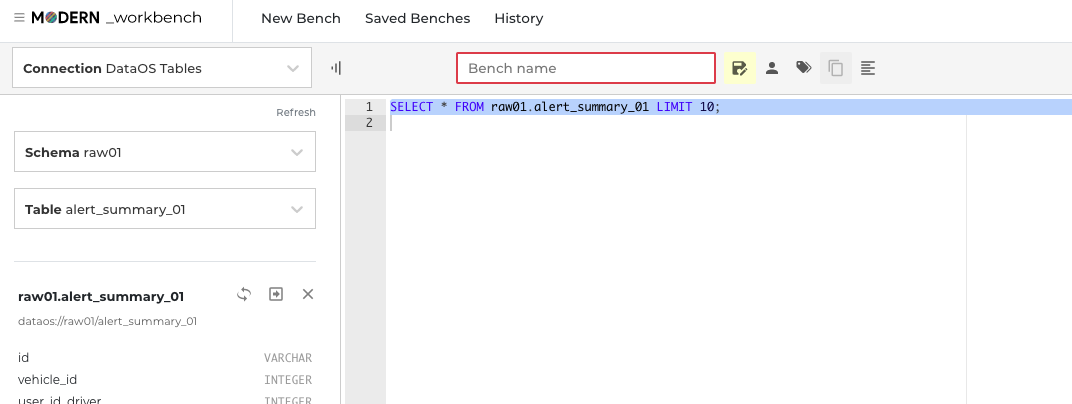 MODERN _workbench
New Bench
Saved Benches
History
Connection DataOS Tables
Bench name
Refresh
Schema raw01
Table alert_summary_01
raw01.alert_summary_01
dataos://raw01/alert_summary_01
id VARCHAR
vehicle_id INTEGER
user_id_driver INTEGER
1 SELECT * FROM raw01.alert_summary_01 LIMIT 10;
2